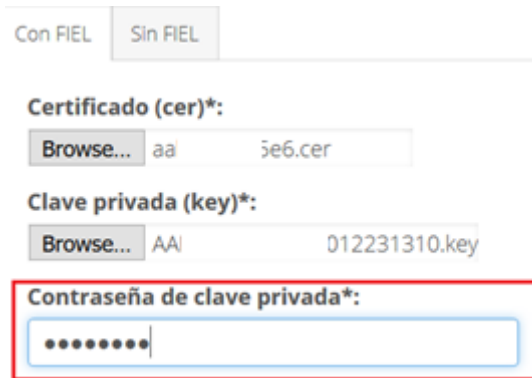 Con FIEL Sin FIEL
Certificado (cer)*:
Browse... aa 5e6.cer
Clave privada (key)*:
Browse... AA 012231310.key
Contraseña de clave privada*:
••••••••